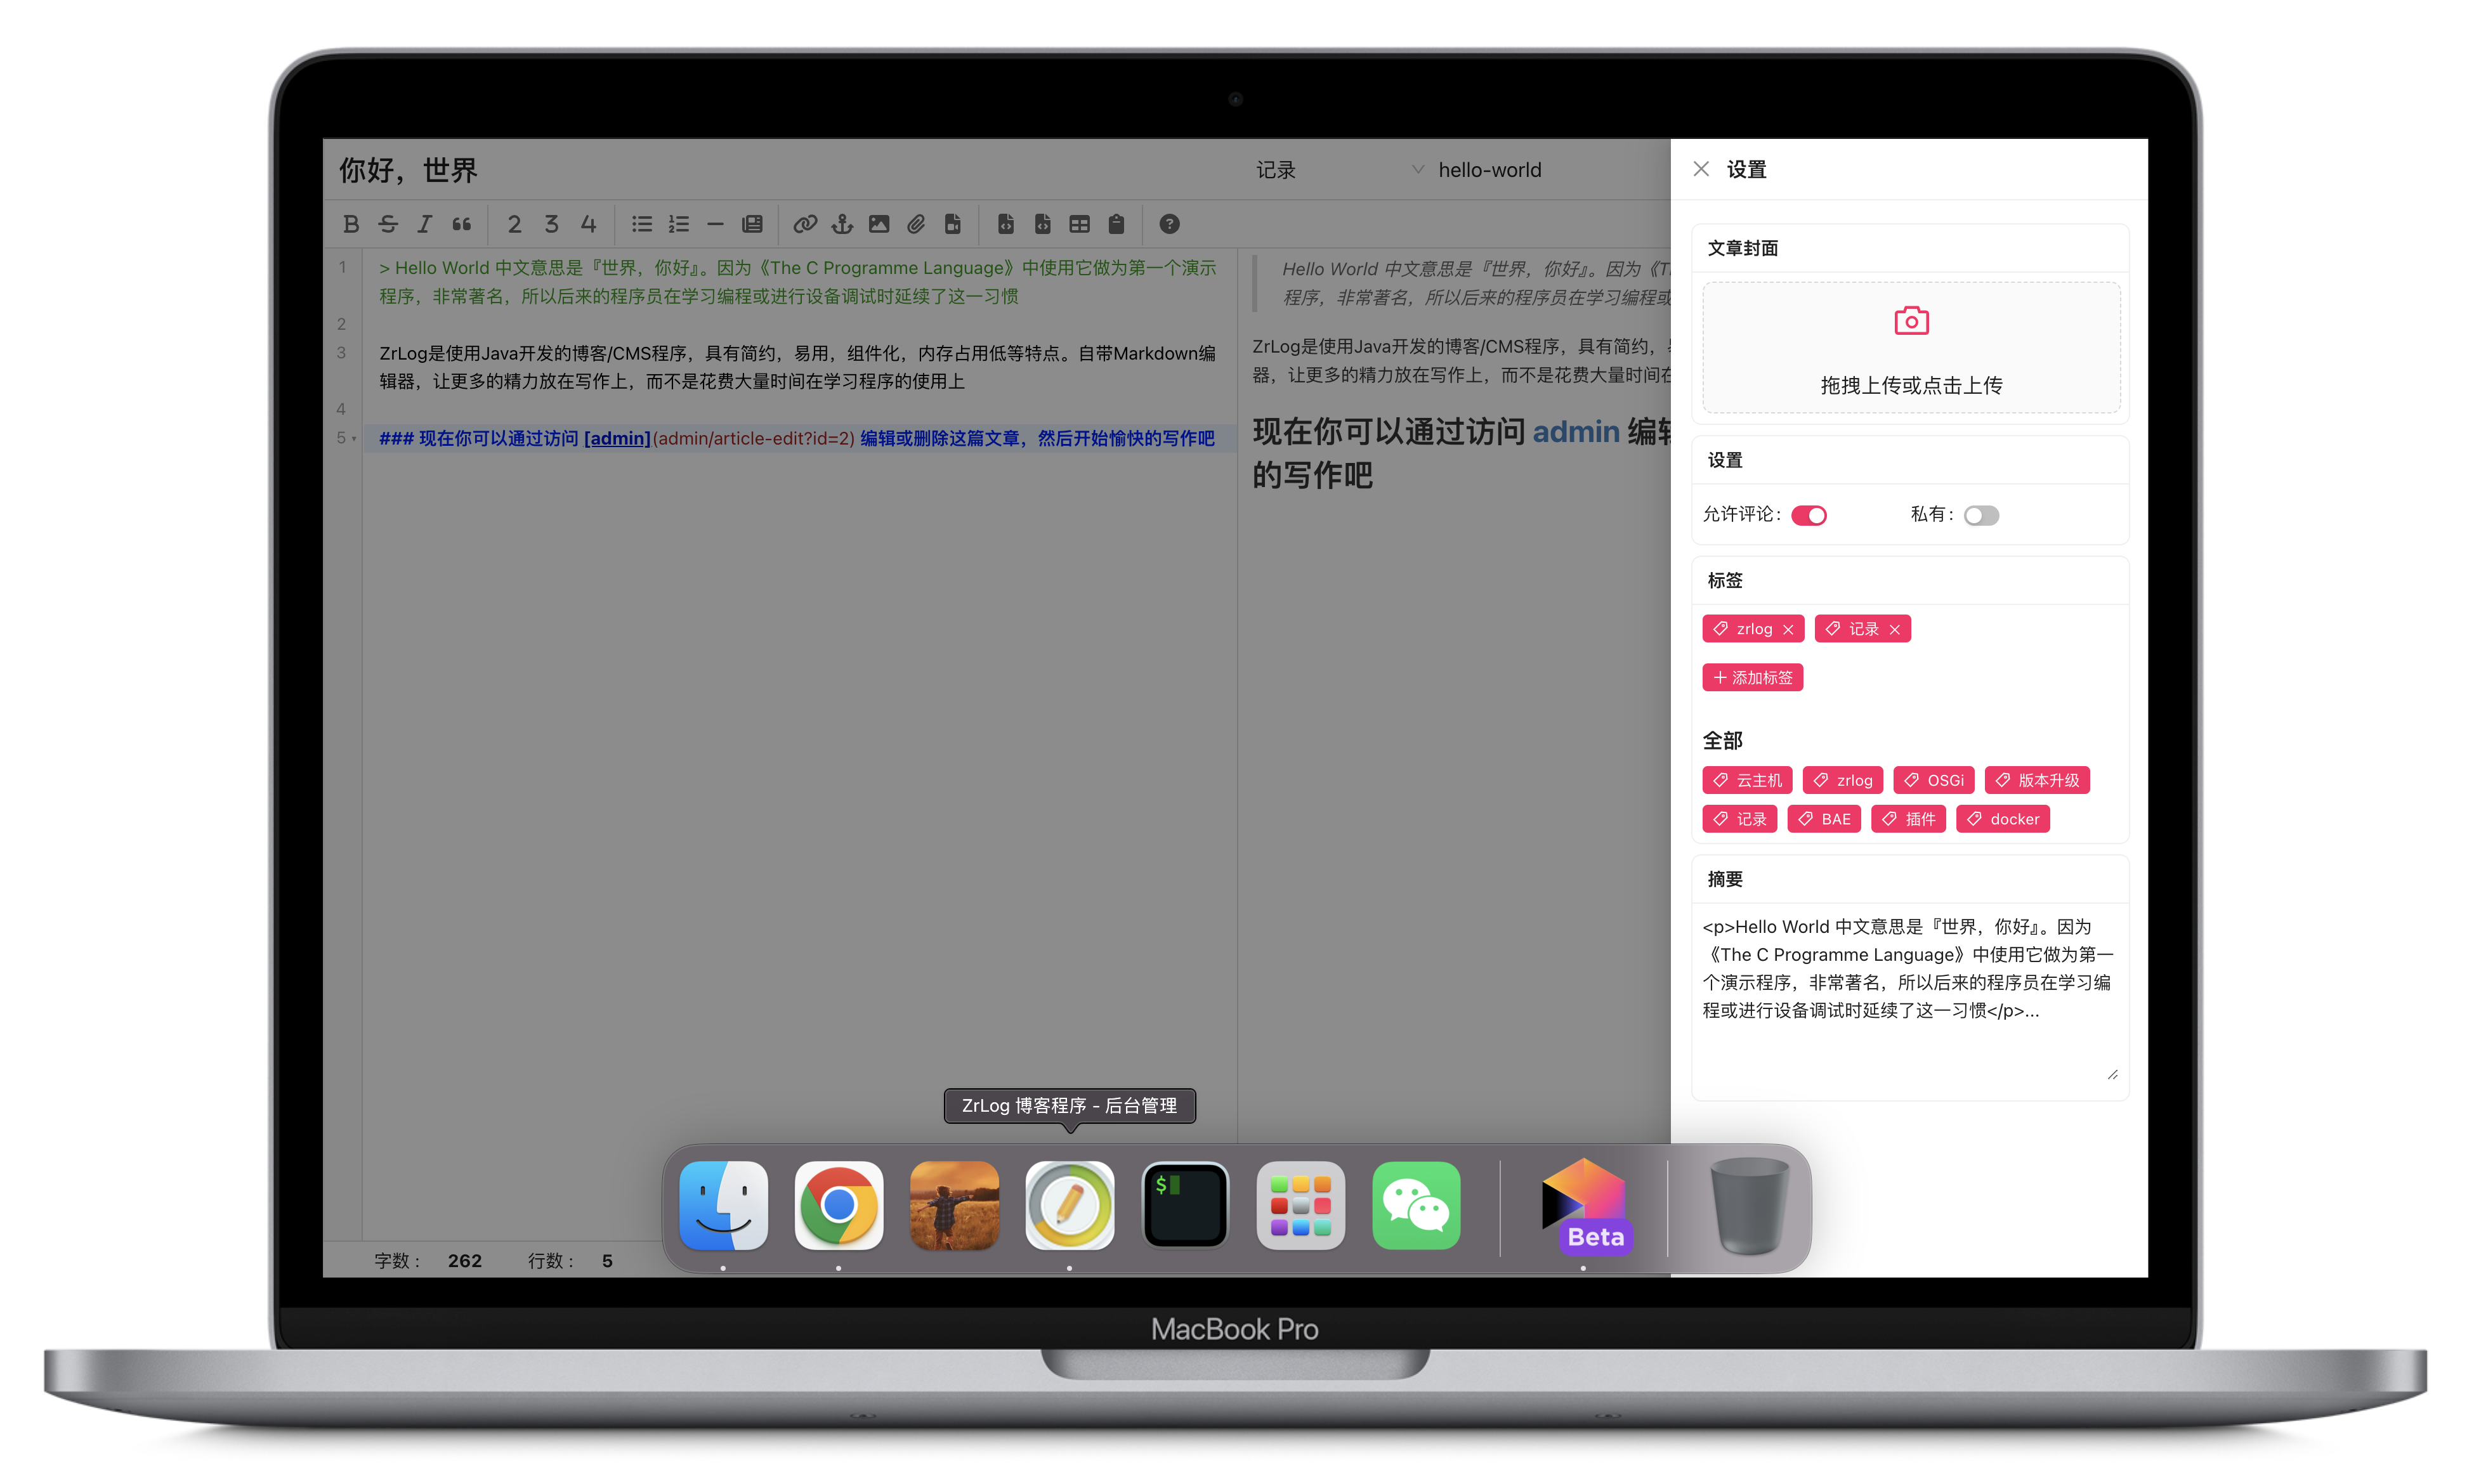 你好，世界
记录
hello-world
B S I 2 3 4
1
> Hello World 中文意思是『世界，你好』。因为《The C Programme Language》中使用它做为第一个演示
程序，非常著名，所以后来的程序员在学习编程或进行设备调试时延续了这一习惯
2
3
ZrLog是使用Java开发的博客/CMS程序，具有简约，易用，组件化，内存占用低等特点。自带Markdown编
辑器，让更多的精力放在写作上，而不是花费大量时间在学习程序的使用上
4
5
### 现在你可以通过访问 [admin](admin/article-edit?id=2) 编辑或删除这篇文章，然后开始愉快的写作吧
Hello World 中文意思是『世界，你好』。因为《T
程序，非常著名，所以后来的程序员在学习编程或
ZrLog是使用Java开发的博客/CMS程序，具有简约，
器，让更多的精力放在写作上，而不是花费大量时间在
现在你可以通过访问 admin 编辑
的写作吧
字数： 262 行数： 5
设置
文章封面
拖拽上传或点击上传
设置
允许评论： 私有：
标签
zrlog 记录
添加标签
全部
云主机 zrlog OSGi 版本升级
记录 BAE 插件 docker
摘要
<p>Hello World 中文意思是『世界，你好』。因为
《The C Programme Language》中使用它做为第一
个演示程序，非常著名，所以后来的程序员在学习编
程或进行设备调试时延续了这一习惯</p>...
ZrLog 博客程序 - 后台管理
$
Beta
MacBook Pro